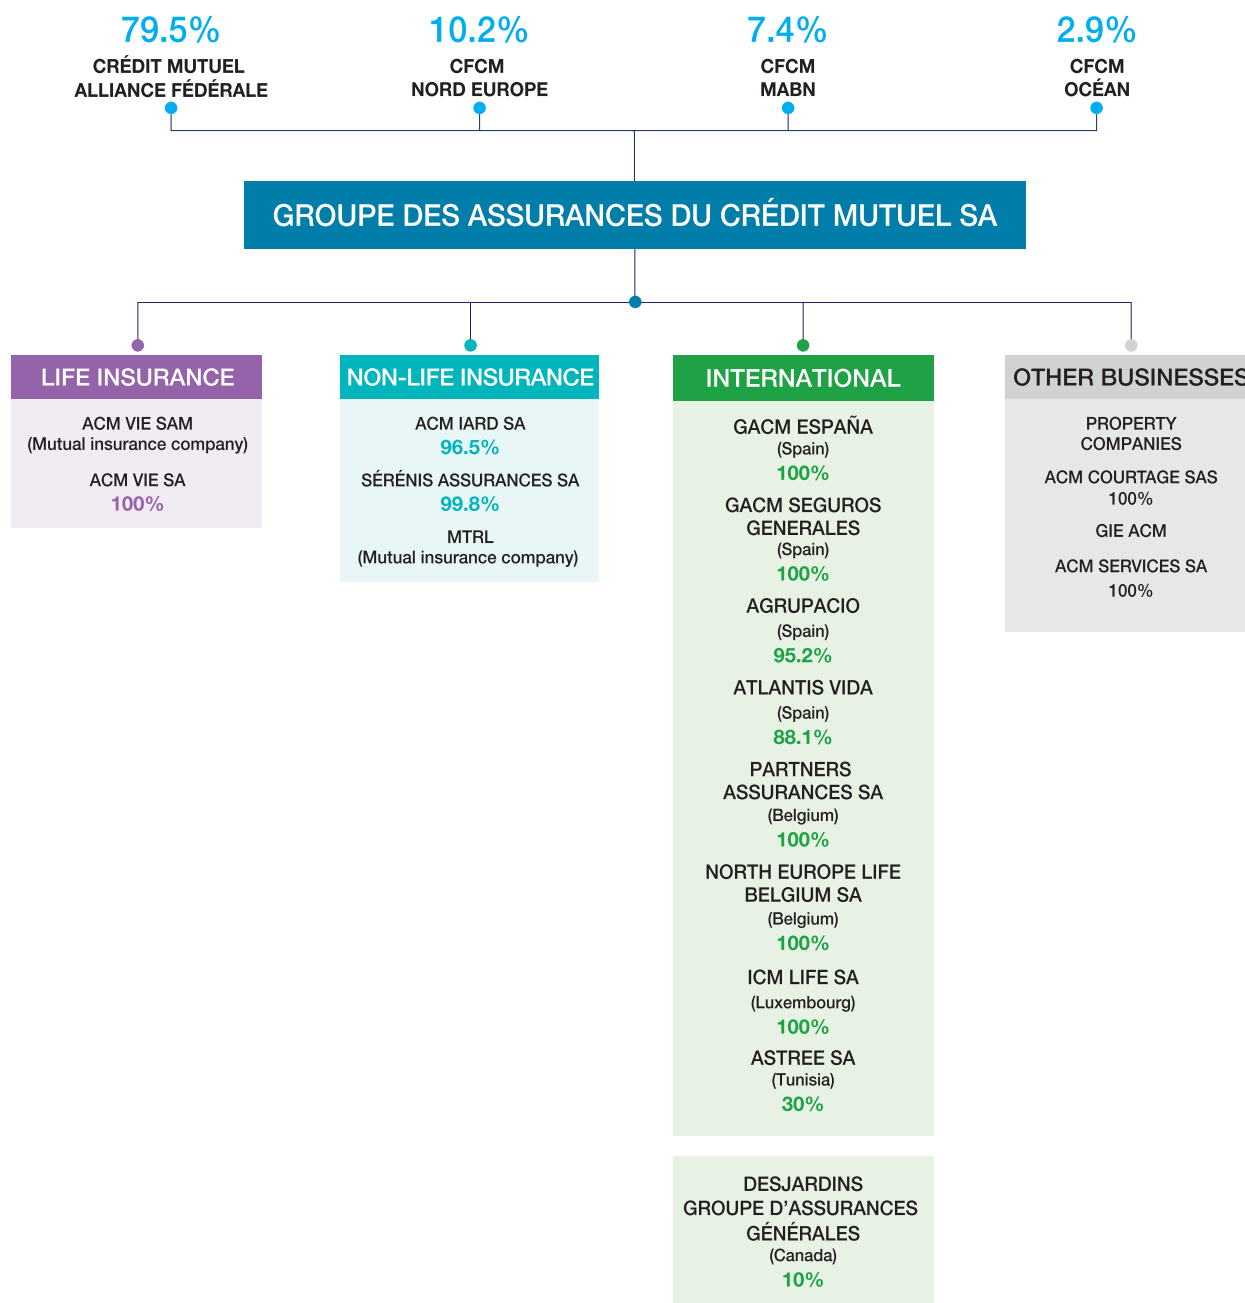 79.5%
CRÉDIT MUTUEL
ALLIANCE FÉDÉRALE
10.2%
CFCM
NORD EUROPE
7.4%
CFCM
MABN
2.9%
CFCM
OCÉAN
GROUPE DES ASSURANCES DU CRÉDIT MUTUEL SA
LIFE INSURANCE
ACM VIE SAM
(Mutual insurance company)
ACM VIE SA
100%
NON-LIFE INSURANCE
ACM IARD SA
96.5%
SÉRÉNIS ASSURANCES SA
99.8%
MTRL
(Mutual insurance company)
INTERNATIONAL
GACM ESPAÑA
(Spain)
100%
GACM SEGUROS
GENERALES
(Spain)
100%
AGRUPACIO
(Spain)
95.2%
ATLANTIS VIDA
(Spain)
88.1%
PARTNERS
ASSURANCES SA
(Belgium)
100%
NORTH EUROPE LIFE
BELGIUM SA
(Belgium)
100%
ICM LIFE SA
(Luxembourg)
100%
ASTREE SA
(Tunisia)
30%
DESJARDINS
GROUPE D’ASSURANCES
GÉNÉRALES
(Canada)
10%
OTHER BUSINESSES
PROPERTY
COMPANIES
ACM COURTAGE SAS
100%
GIE ACM
ACM SERVICES SA
100%